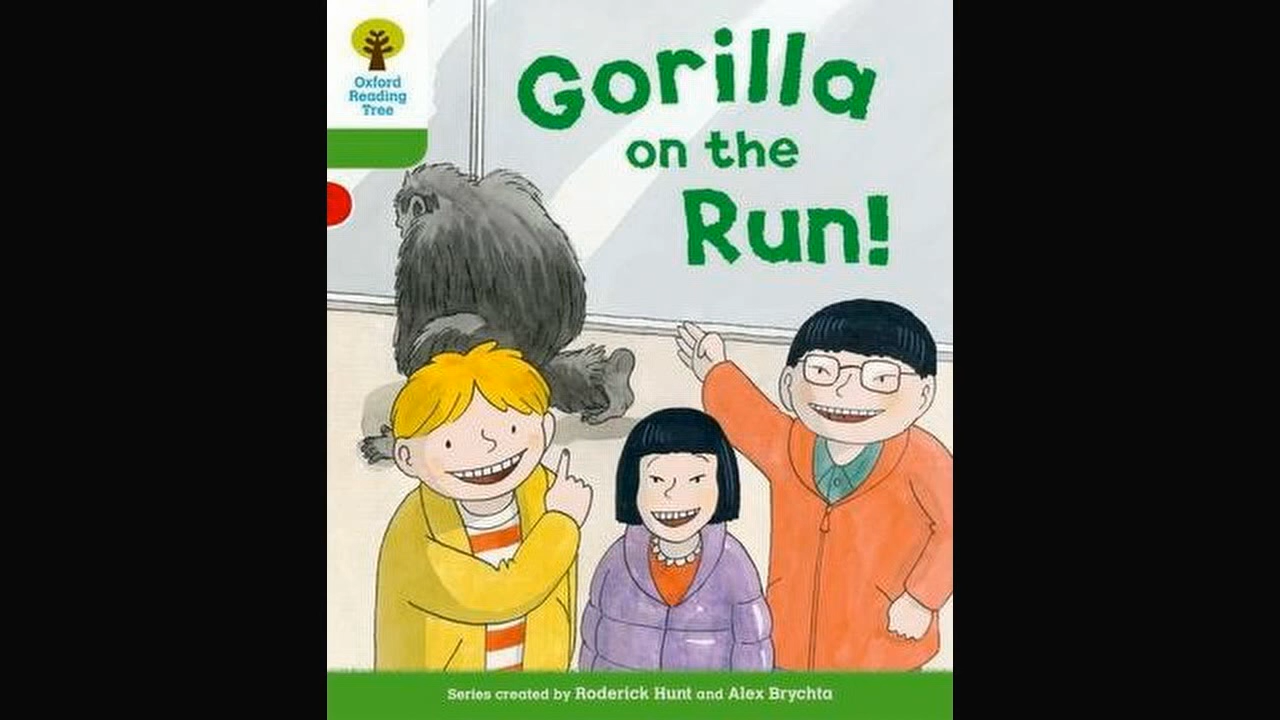 Oxford
Reading
Tree
Gorilla
on the
Run!
Series created by Roderick Hunt and Alex Brychta